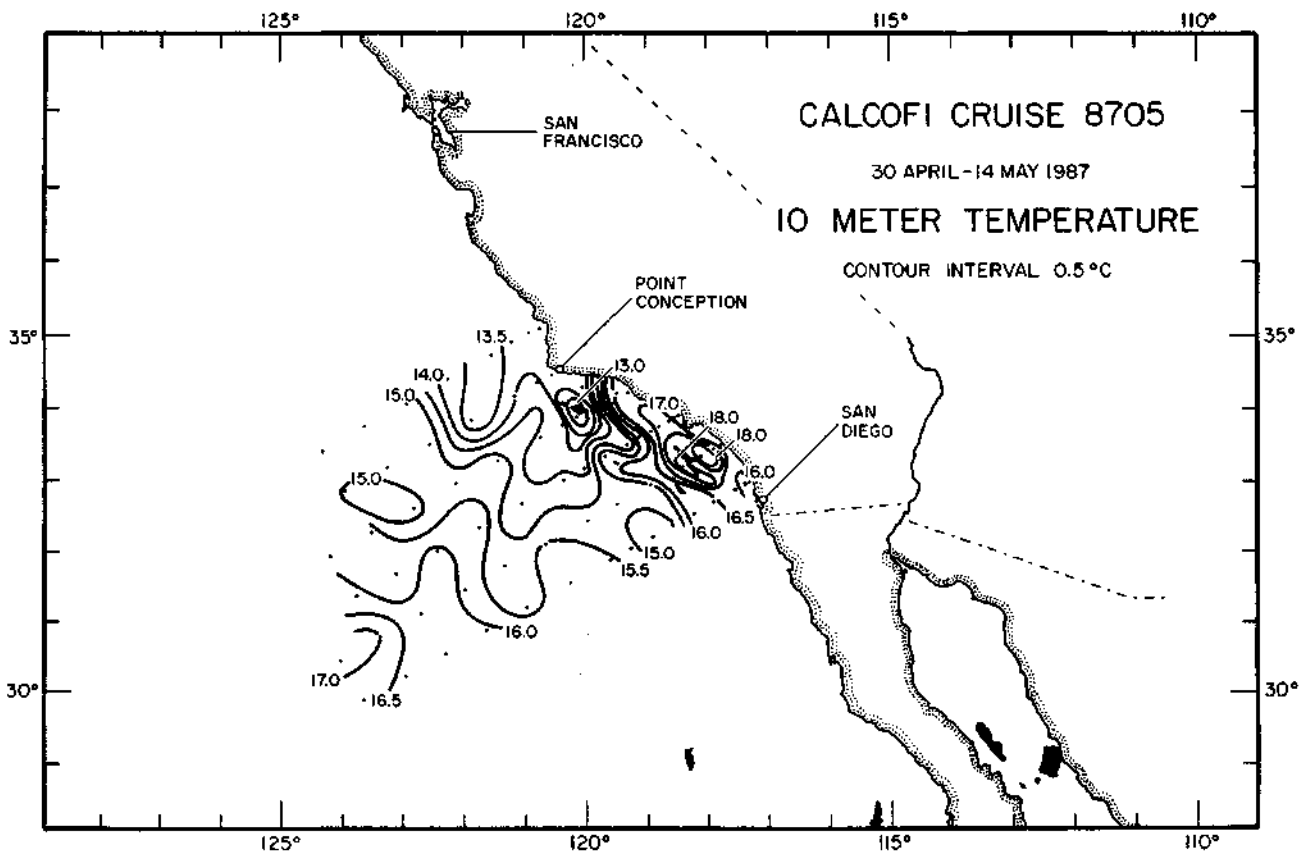 125°
120°
115°
110°
CALCOFI CRUISE 8705
30 APRIL-14 MAY 1987
10 METER TEMPERATURE
CONTOUR INTERVAL 0.5°C
SAN
FRANCISCO
POINT
CONCEPTION
35°
35°
13.5
14.0
15.0
13.0
17.0
18.0
18.0
SAN
DIEGO
16.0
15.0
16.5
16.0
15.0
15.5
16.0
17.0
16.5
30°
30°
125°
120°
115°
110°